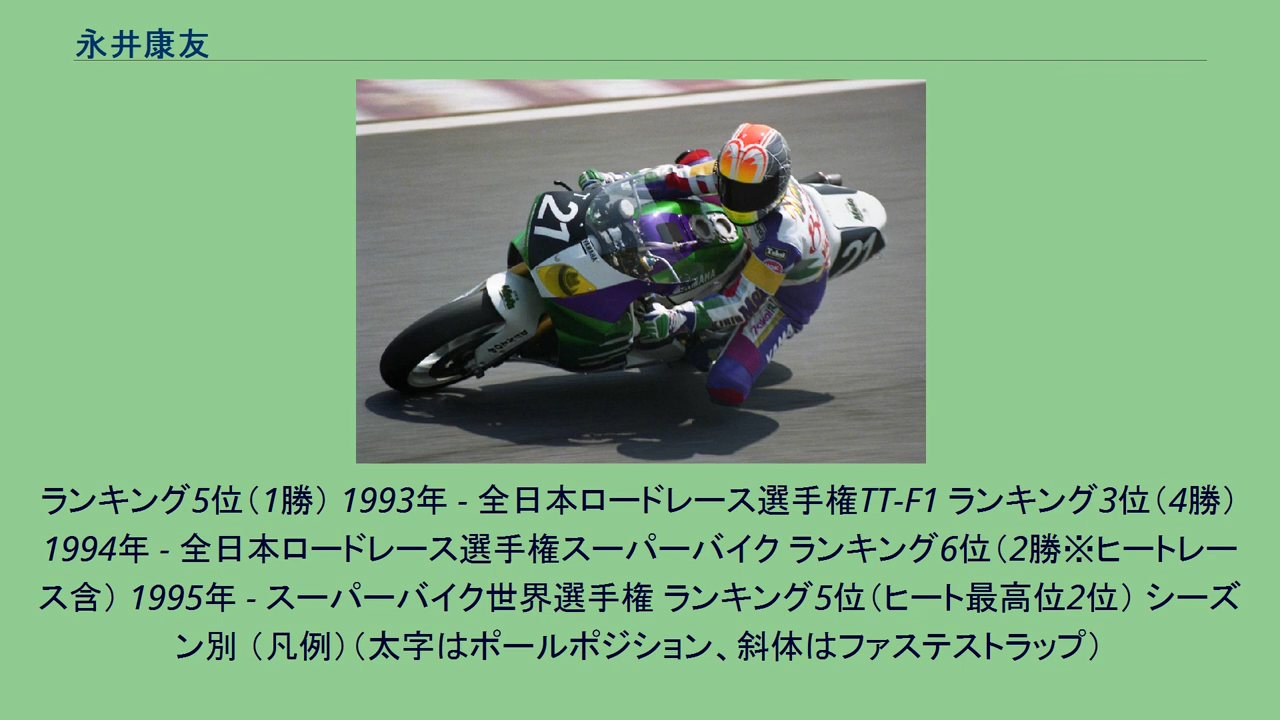 永井康友
21
YAMAHA
21
ランキング5位（1勝） 1993年 - 全日本ロードレース選手権TT-F1 ランキング3位（4勝）
1994年 - 全日本ロードレース選手権スーパーバイク ランキング6位（2勝※ヒートレー
ス含） 1995年 - スーパーバイク世界選手権 ランキング5位（ヒート最高位2位） シーズ
ン別 （凡例）（太字はポールポジション、斜体はファステストラップ）